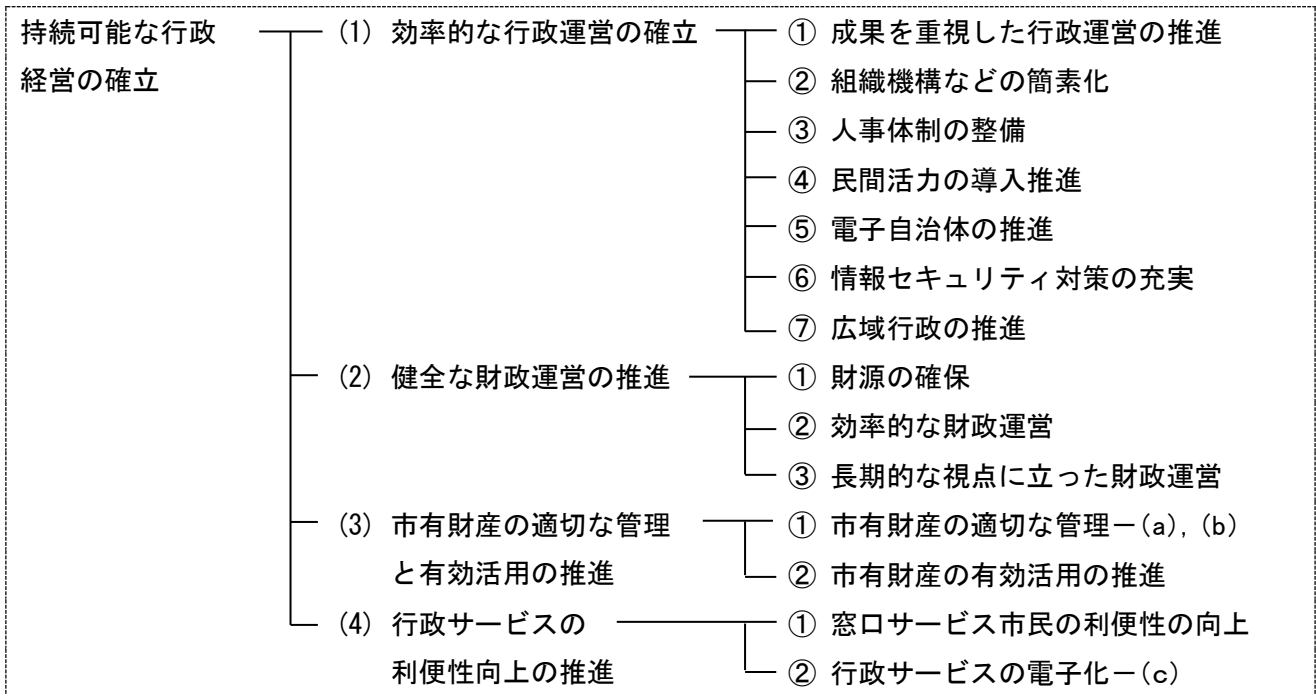 持続可能な行政 (1) 効率的な行政運営の確立 ① 成果を重視した行政運営の推進
経営の確立 ② 組織機構などの簡素化
③ 人事体制の整備
④ 民間活力の導入推進
⑤ 電子自治体の推進
⑥ 情報セキュリティ対策の充実
⑦ 広域行政の推進
(2) 健全な財政運営の推進 ① 財源の確保
② 効率的な財政運営
③ 長期的な視点に立った財政運営
(3) 市有財産の適切な管理 ① 市有財産の適切な管理－(a), (b)
と有効活用の推進 ② 市有財産の有効活用の推進
(4) 行政サービスの ① 窓口サービス市民の利便性の向上
利便性向上の推進 ② 行政サービスの電子化－(c)